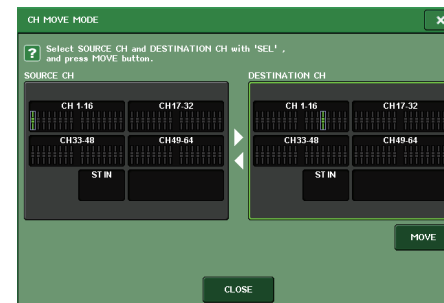 CH MOVE MODE
? Select SOURCE CH and DESTINATION CH with 'SEL' ,
and press MOVE button.
SOURCE CH
DESTINATION CH
CH 1-16
CH17-32
CH33-48
CH49-64
ST IN
CH 1-16
CH17-32
CH33-48
CH49-64
ST IN
MOVE
CLOSE